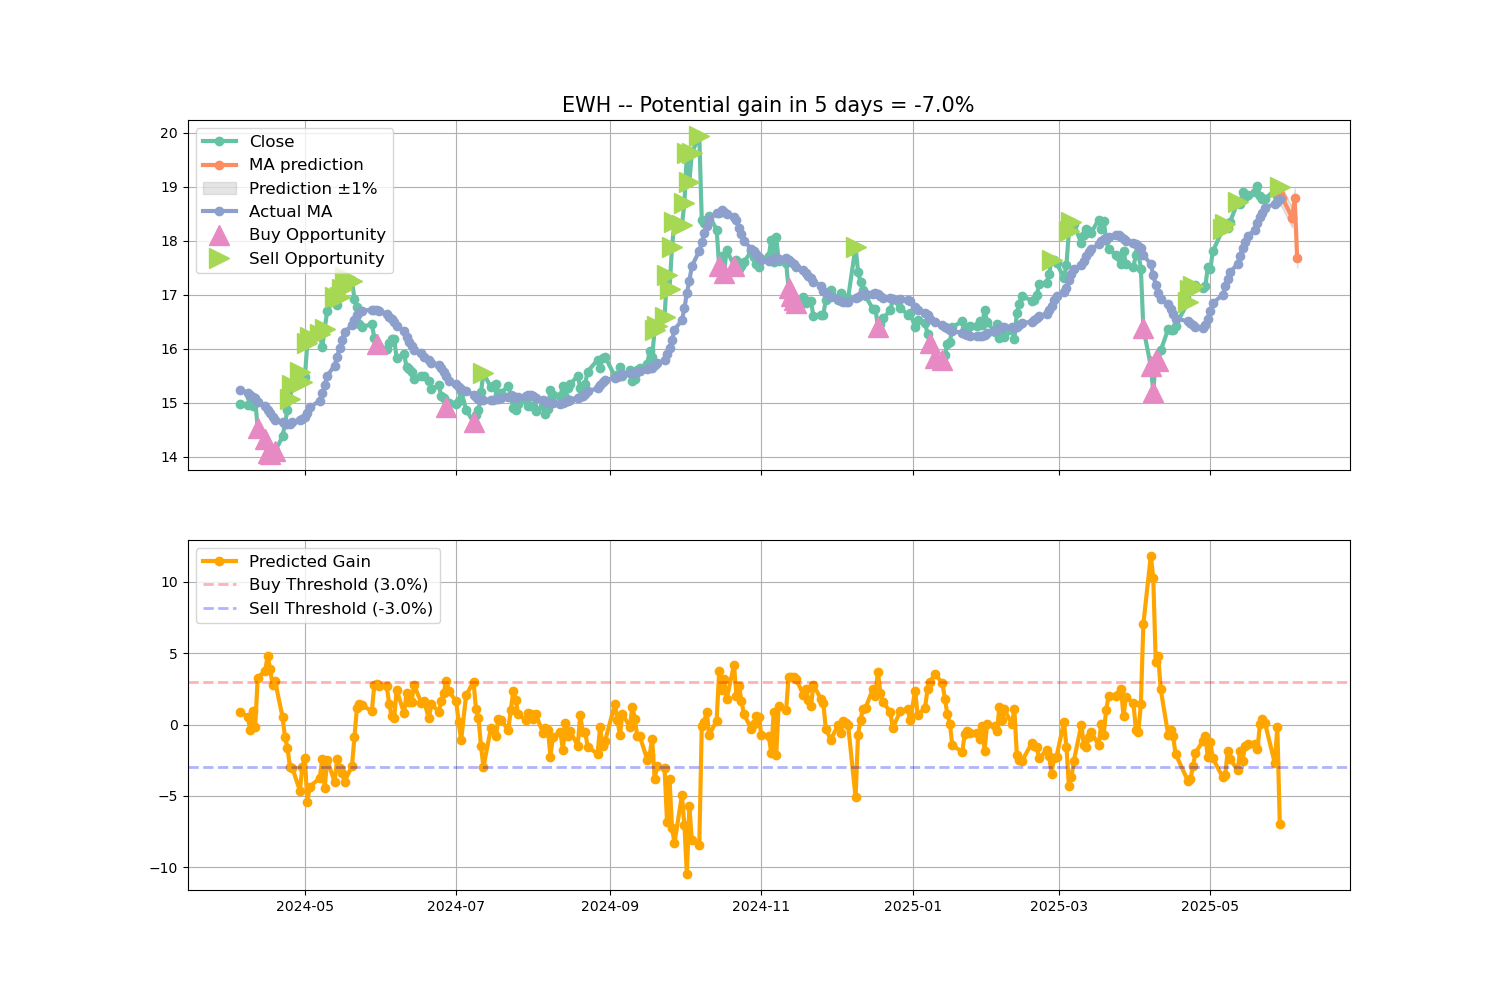 EWH -- Potential gain in 5 days = -7.0%
20
19
18
17
16
15
14
Close
MA prediction
Prediction ±1%
Actual MA
Buy Opportunity
Sell Opportunity
10
5
0
−5
−10
Predicted Gain
Buy Threshold (3.0%)
Sell Threshold (-3.0%)
2024-05 2024-07 2024-09 2024-11 2025-01 2025-03 2025-05